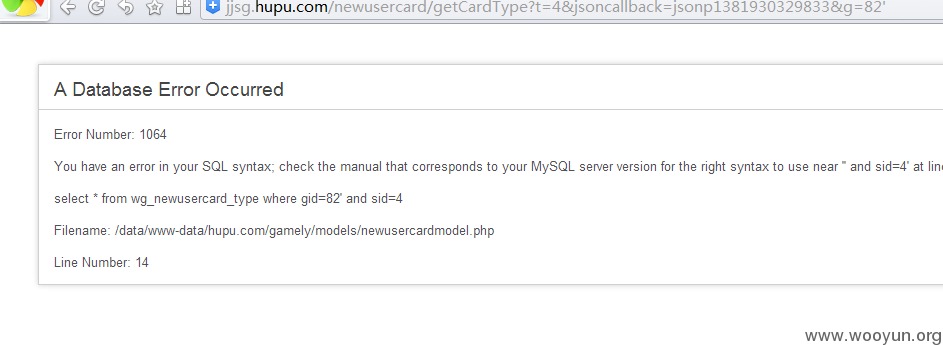 jjsg.hupu.com/newusercard/getCardType?t=4&jsoncallback=jsonp1381930329833&g=82'
A Database Error Occurred
Error Number: 1064
You have an error in your SQL syntax; check the manual that corresponds to your MySQL server version for the right syntax to use near '' and sid=4' at line
select * from wg_newusercard_type where gid=82' and sid=4
Filename: /data/www-data/hupu.com/gamely/models/newusercardmodel.php
Line Number: 14
www.wooyun.org